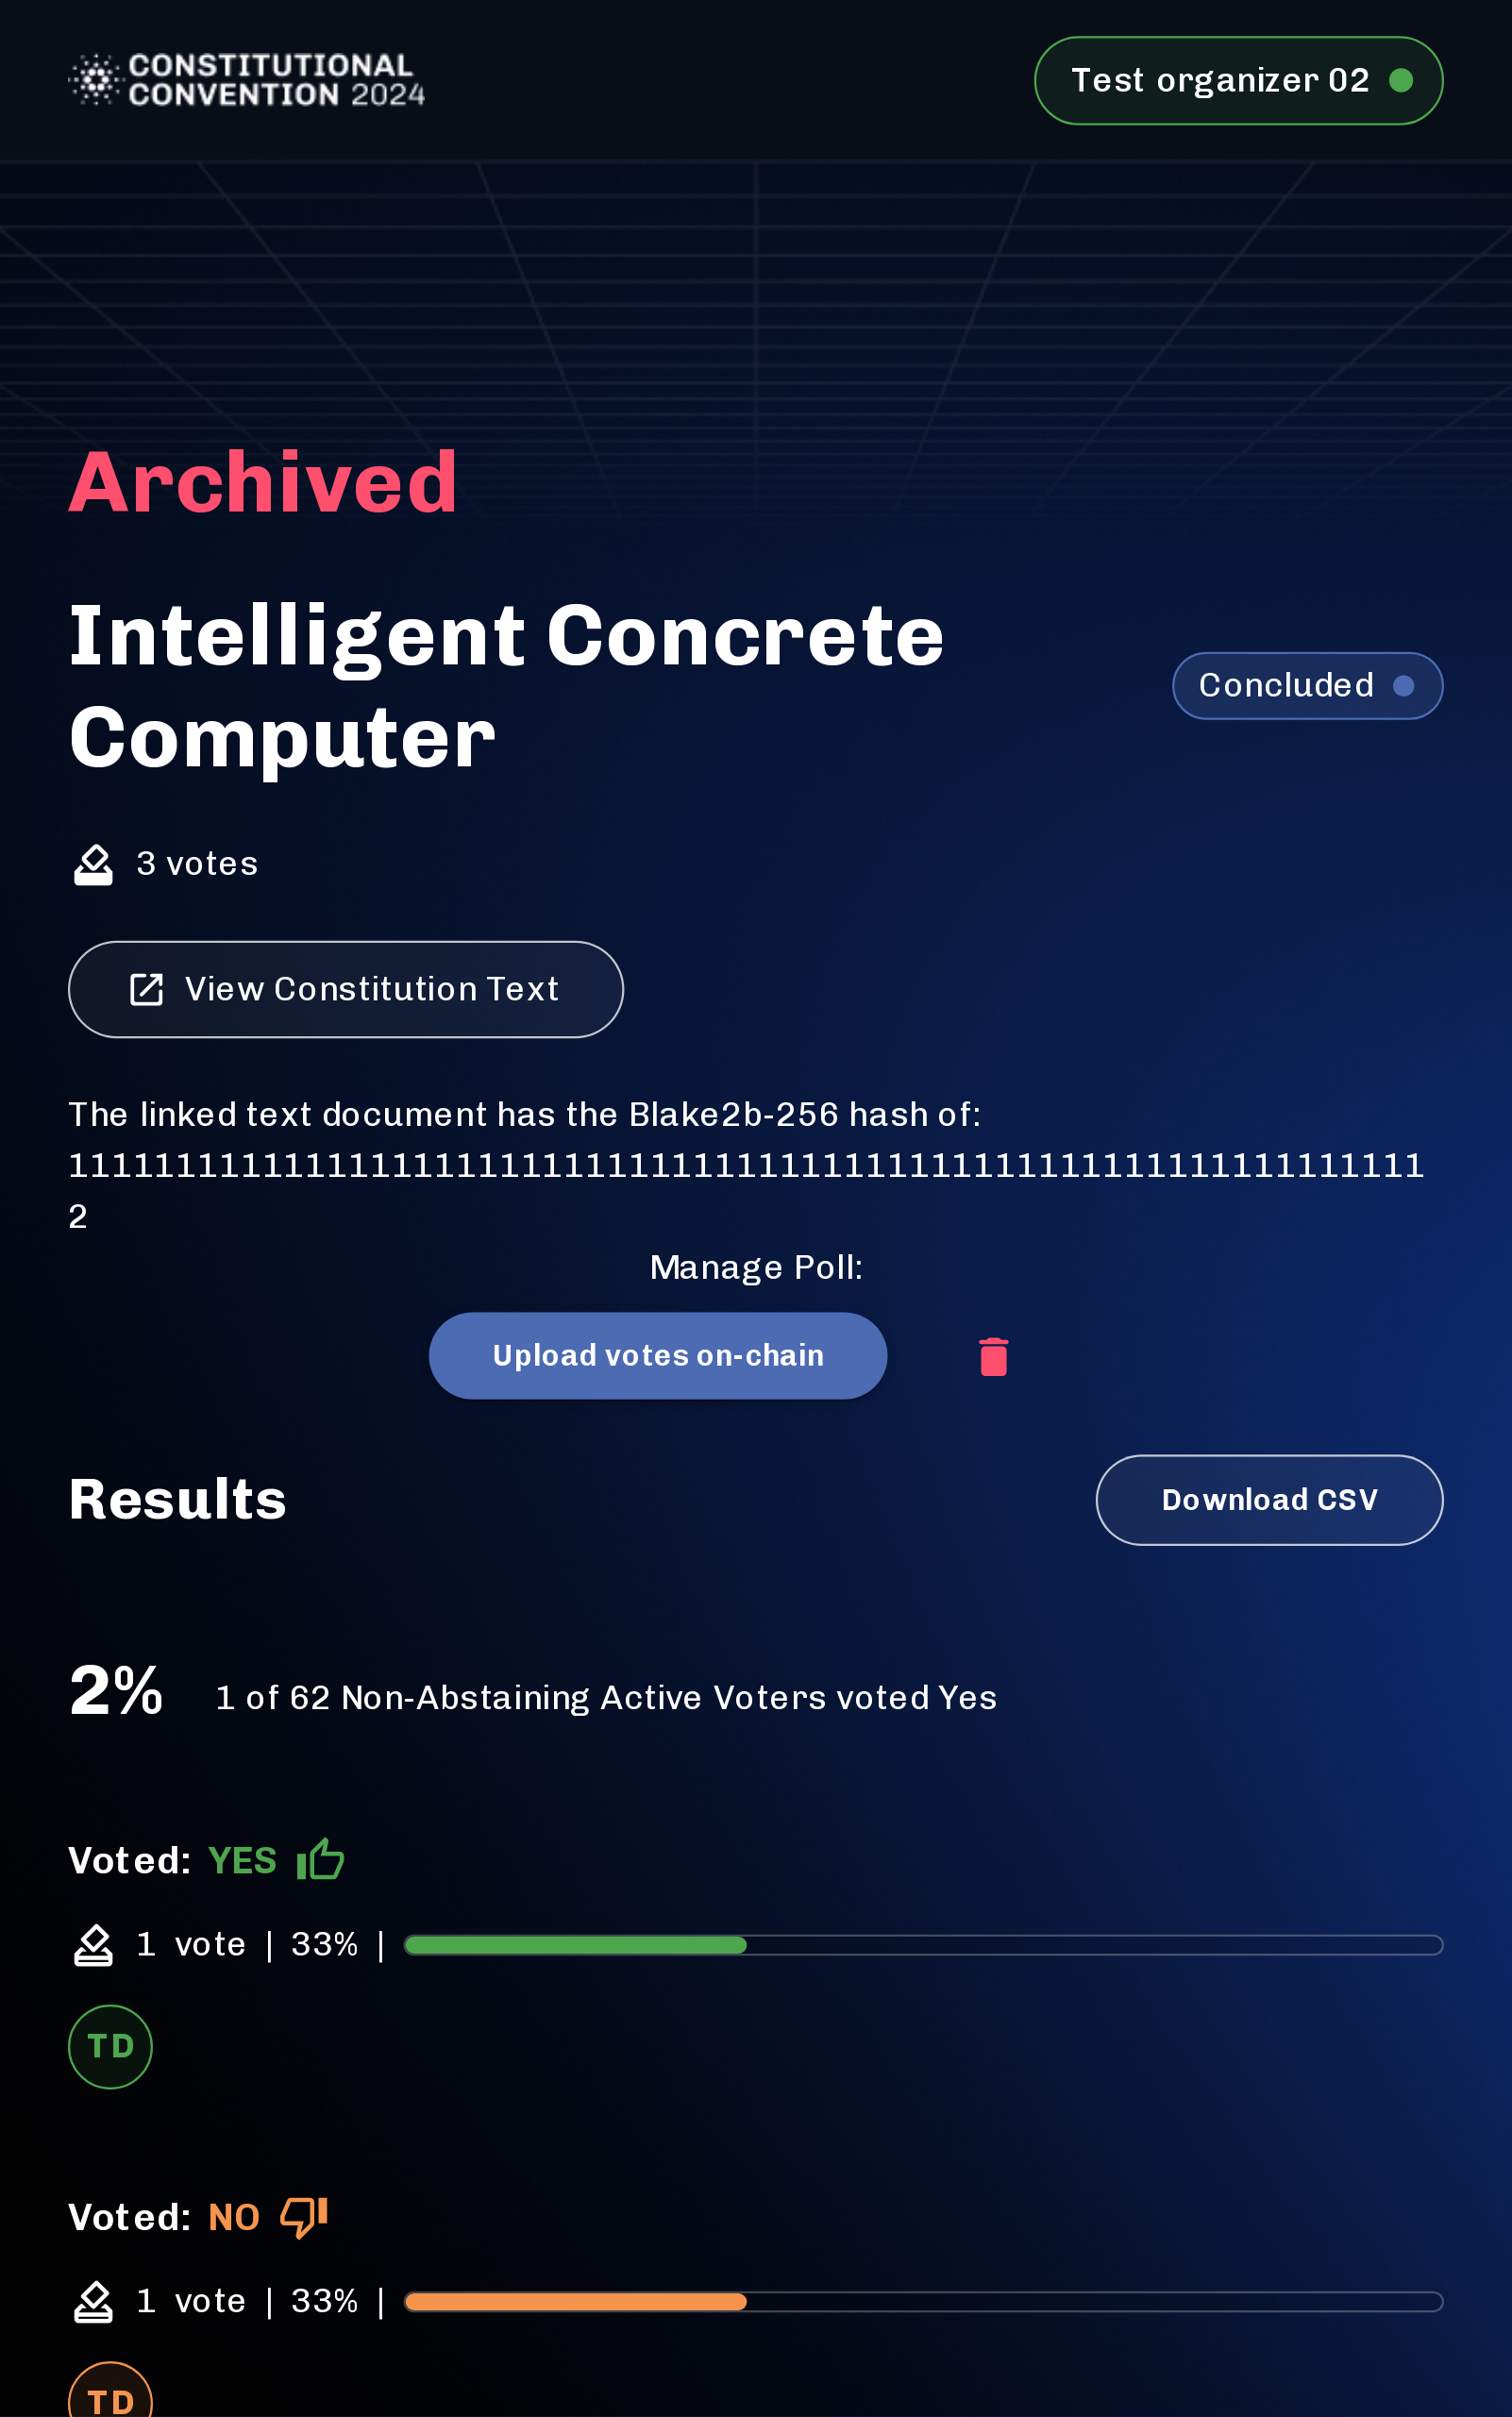 CONSTITUTIONAL
CONVENTION 2024
Test organizer 02
Archived
Intelligent Concrete
Computer
Concluded
3 votes
View Constitution Text
The linked text document has the Blake2b-256 hash of:
111111111111111111111111111111111111111111111111111111111111111
2
Manage Poll:
Upload votes on-chain
Results
Download CSV
2%
1 of 62 Non-Abstaining Active Voters voted Yes
Voted: YES
1 vote | 33% |
TD
Voted: NO
1 vote | 33% |
TD